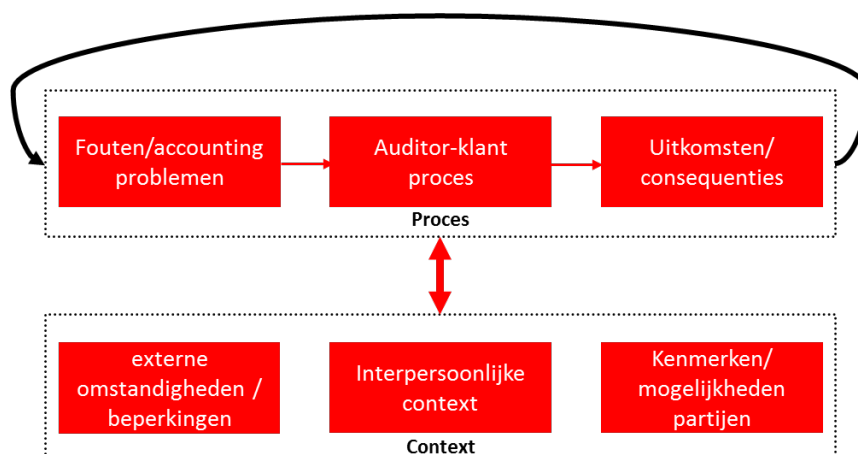 Fouten/accounting
problemen
Auditor-klant
proces
Uitkomsten/
consequenties
Proces
externe
omstandigheden /
beperkingen
Interpersoonlijke
context
Kenmerken/
mogelijkheden
partijen
Context